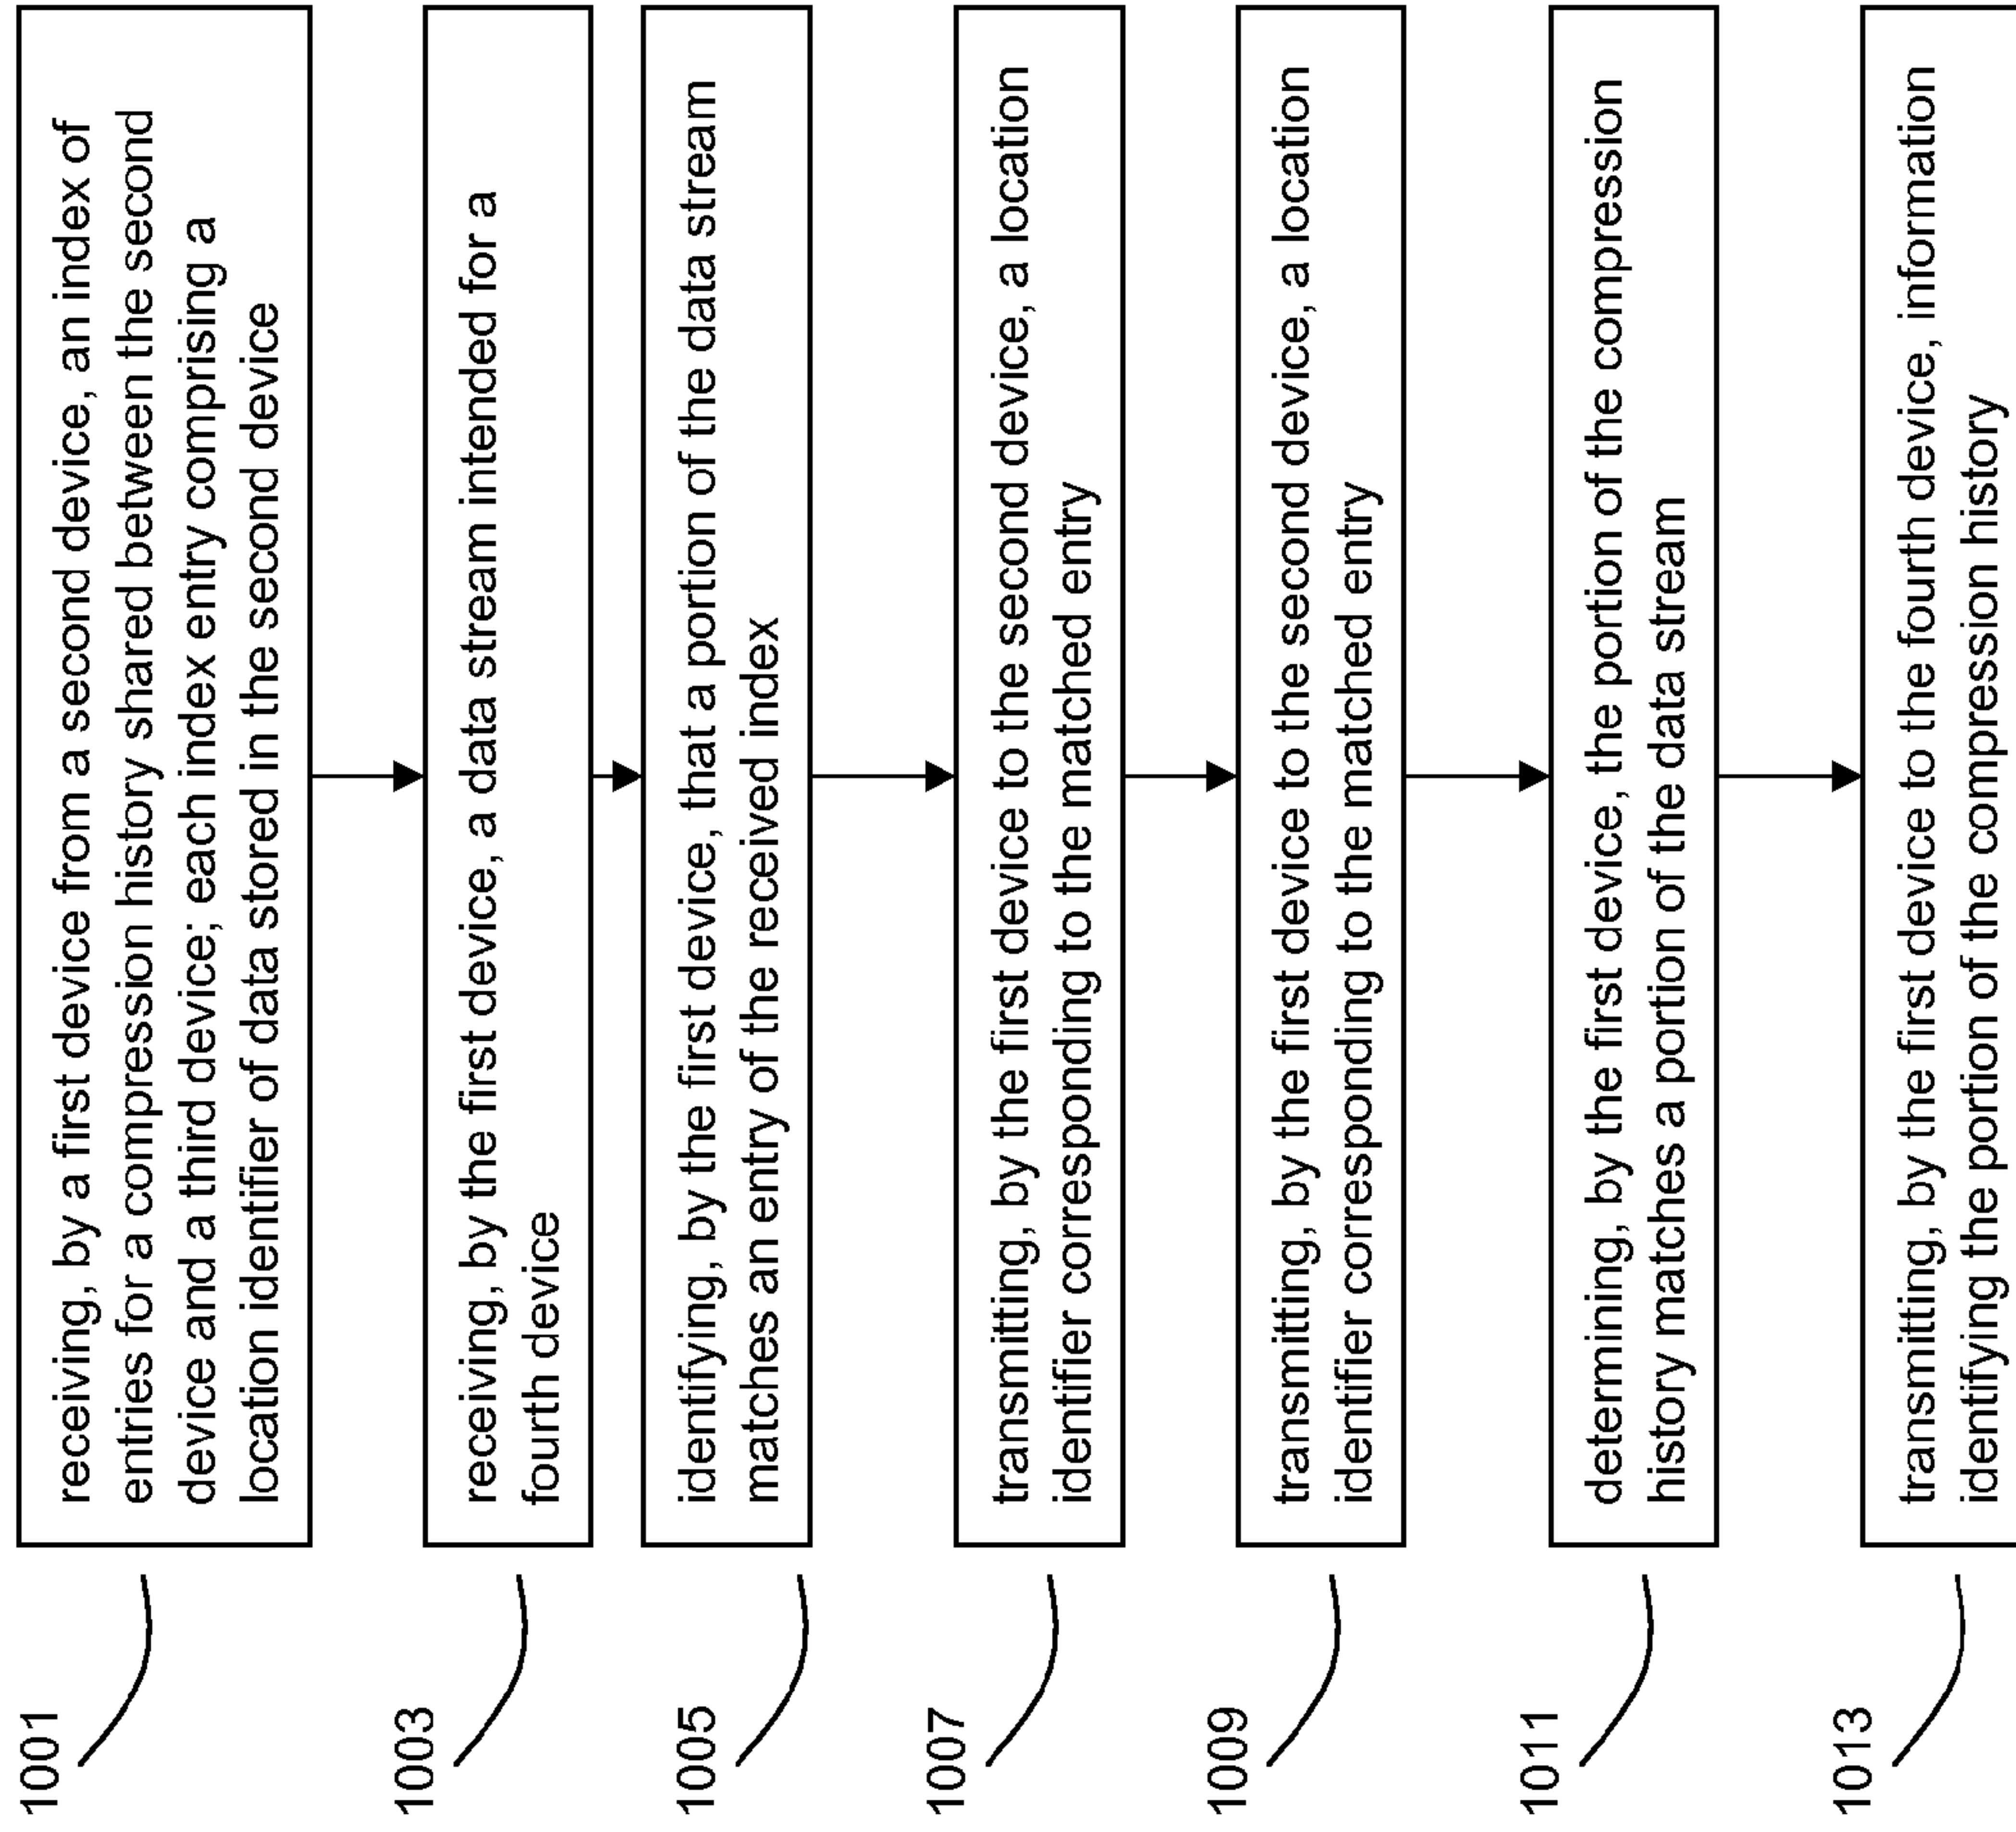 1001
receiving, by a first device from a second device, an index of
entries for a compression history shared between the second
device and a third device; each index entry comprising a
location identifier of data stored in the second device
1003
receiving, by the first device, a data stream intended for a
fourth device
1005
identifying, by the first device, that a portion of the data stream
matches an entry of the received index
1007
transmitting, by the first device to the second device, a location
identifier corresponding to the matched entry
1009
transmitting, by the first device to the second device, a location
identifier corresponding to the matched entry
1011
determining, by the first device, the portion of the compression
history matches a portion of the data stream
1013
transmitting, by the first device to the fourth device, information
identifying the portion of the compression history